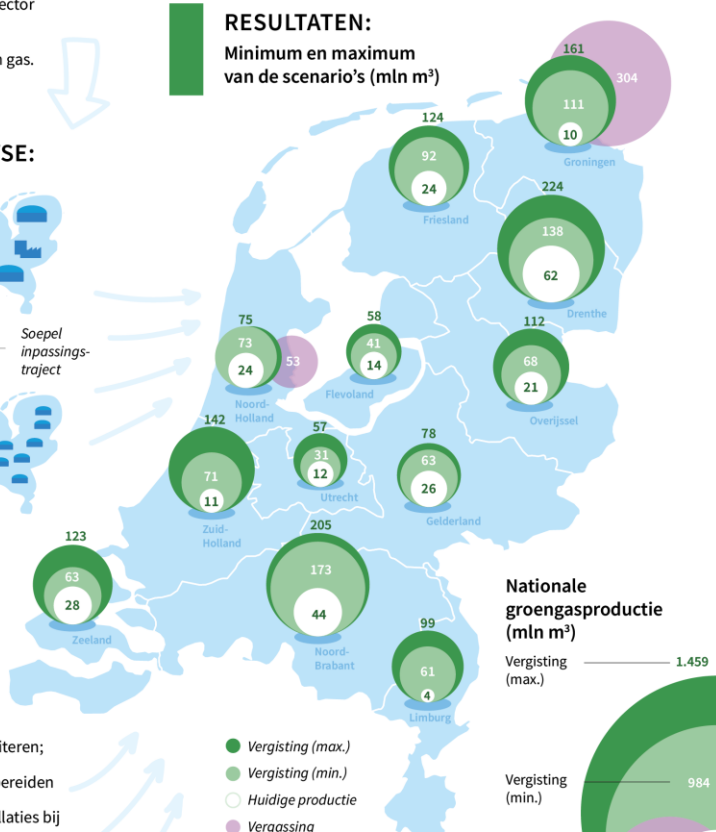 ector
n gas.
RESULTATEN:
Minimum en maximum
van de scenario's (mln m³)
SE:
161
304
111
10
Groningen
124
92
24
Friesland
224
138
62
Drenthe
Soepel
inpassings-
traject
75
73
53
24
Noord-
Holland
58
41
14
Flevoland
112
68
21
Overijssel
142
71
11
Zuid-
Holland
57
31
12
Utrecht
78
63
26
Gelderland
123
63
28
Zeeland
205
173
44
Noord-
Brabant
99
61
4
Limburg
Nationale
groengasproductie
(mln m³)
Vergisting
(max.)
1.459
Vergisting
(min.)
984
iteren;
ereiden
llaties bij
Vergisting (max.)
Vergisting (min.)
Huidige productie
Vergassing